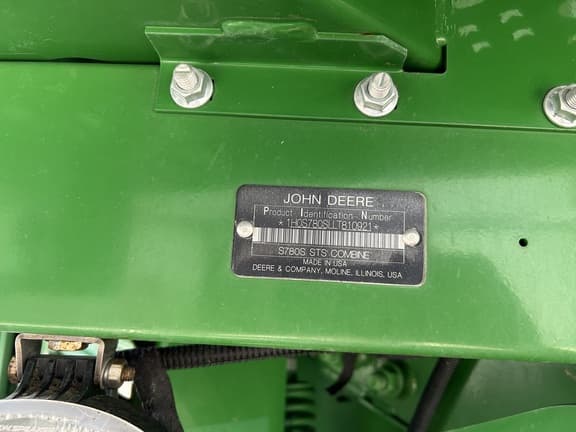 JOHN DEERE
Product Identification Number
*1H0S780SLLT810921*
S780S STS COMBINE
MADE IN USA
DEERE & COMPANY, MOLINE, ILLINOIS, USA